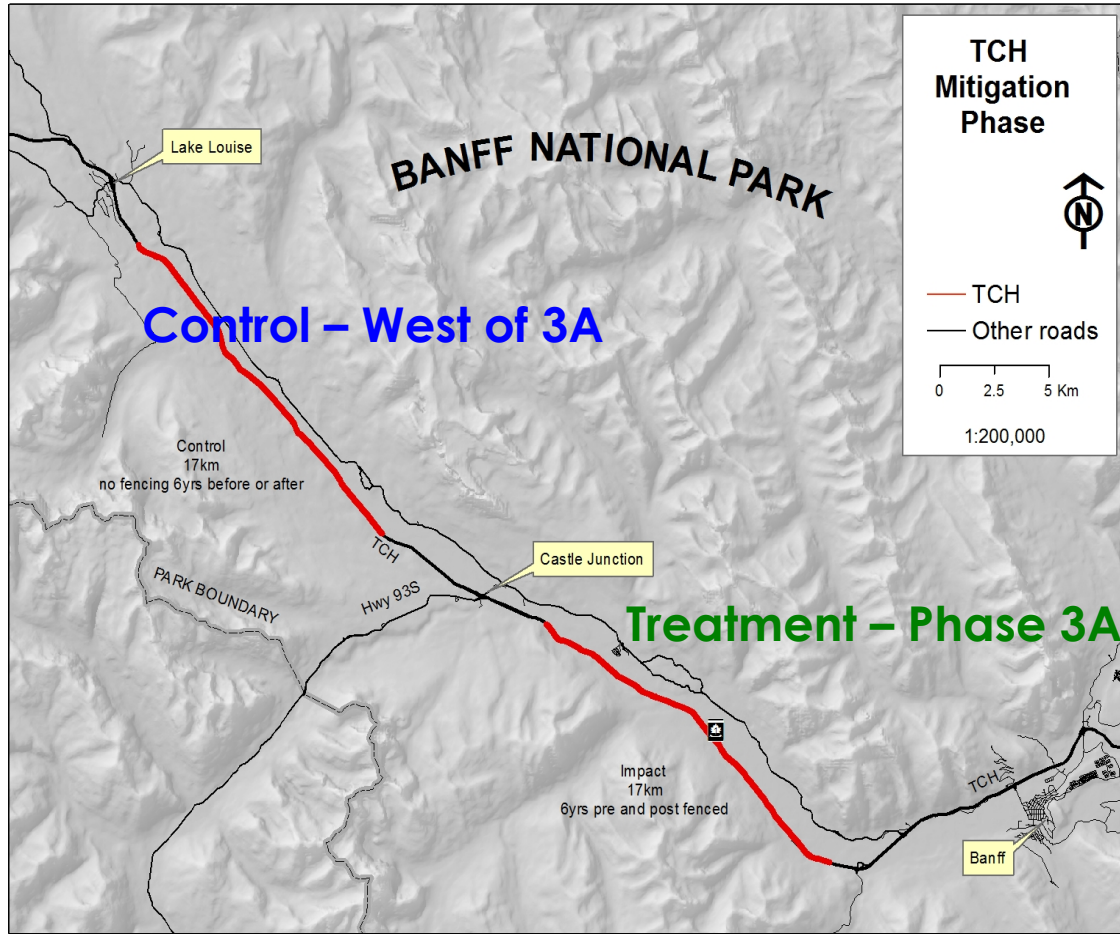 TCH
Mitigation
Phase
N
TCH
Other roads
0 2.5 5 Km
1:200,000
BANFF NATIONAL PARK
Lake Louise
Control – West of 3A
Control
17km
no fencing 6yrs before or after
TCH
Castle Junction
Hwy 93S
PARK BOUNDARY
Treatment – Phase 3A
Impact
17km
6yrs pre and post fenced
TCH
Banff